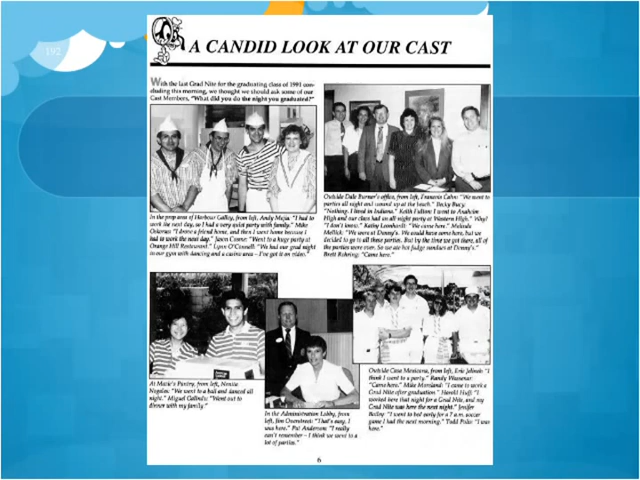 192
A CANDID LOOK AT OUR CAST
With the last Grad Nite for the graduating class of 1991 con-
cluding this morning, we thought we should ask some of our
Cast Members, "What did you do the night you graduated?"
In the prep area of Harbour Galley, from left, Andy Mejia: "I had to
work the next day, so I had a very quiet party with family." Mike
"I drove a friend home, and then I went home because I
had to work the next day." Jason "Went to a huge party at
Orange Hill Restaurant." Lynn O'Connell: "We had our grad night
in our gym with dancing and a casino area – I've got it on video."
Outside Dale Burner's office, from left, Francois "We went to
parties all night and wound up at the beach." Becky
"Nothing. I lived in Indiana." Keith Fulton: I went to Anaheim
High and our class had an all night party at Western High." Why?
"I don't know." Kathy Lombardi: "We came here." Melinda
"We were at Denny's. We could have come here, but we
decided to go to all these parties. But by the time we got there, all of
the parties were over. So we ate hot fudge sundaes at Denny's."
Brett Rohring: "Came here."
At Marie's Pantry, from left, Nonita
"We went to a ball and danced all
night." Miguel Galindo: "Went out to
dinner with my family."
In the Administration Lobby, from
left, Jim "That's easy, I
was here." Pat Anderson: "I really
can't remember – I think we went to a
lot of parties."
Outside Casa Mexicana, from left, Eric "I
think I went to a party." Randy
"Came here." Mike Moreland: "I came to work a
Grad Nite after graduation." Harold Huff: "I
worked here that night for a Grad Nite, and my
Grad Nite was here the next night." Jenifer
Bailey: "I went to bed early for a 7 a.m. soccer
game I had the next morning." Todd "I was
here."
6